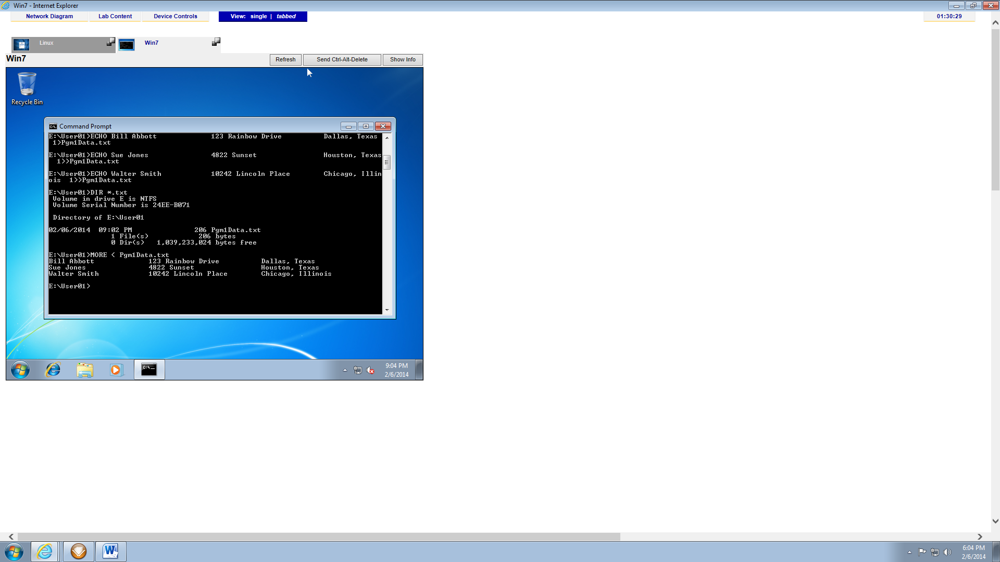 Win7 - Internet Explorer
Network Diagram Lab Content Device Controls View: single | tabbed 01:30:29
Linux Win7
Win7 Refresh Send Ctrl-Alt-Delete Show Info
Recycle Bin
Command Prompt
E:\User01>ECHO Bill Abbott 123 Rainbow Drive Dallas, Texas
1>Pgm1Data.txt
E:\User01>ECHO Sue Jones 4822 Sunset Houston, Texas
1>>Pgm1Data.txt
E:\User01>ECHO Walter Smith 10242 Lincoln Place Chicago, Illin
ois 1>>Pgm1Data.txt
E:\User01>DIR *.txt
Volume in drive E is NTFS
Volume Serial Number is 24EE-B071
Directory of E:\User01
02/06/2014 09:02 PM 206 Pgm1Data.txt
1 File(s) 206 bytes
0 Dir(s) 1,039,233,024 bytes free
E:\User01>MORE < Pgm1Data.txt
Bill Abbott 123 Rainbow Drive Dallas, Texas
Sue Jones 4822 Sunset Houston, Texas
Walter Smith 10242 Lincoln Place Chicago, Illinois
E:\User01>
9:04 PM
2/6/2014
6:04 PM
2/6/2014